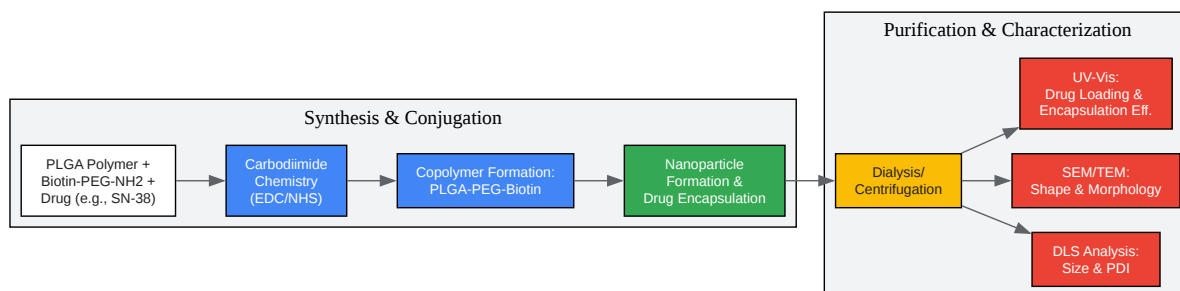 Synthesis & Conjugation
PLGA Polymer +
Biotin-PEG-NH2 +
Drug (e.g., SN-38)
Carbodiimide
Chemistry
(EDC/NHS)
Copolymer Formation:
PLGA-PEG-Biotin
Nanoparticle
Formation &
Drug Encapsulation
Purification & Characterization
Dialysis/
Centrifugation
UV-Vis:
Drug Loading &
Encapsulation Eff.
SEM/TEM:
Shape & Morphology
DLS Analysis:
Size & PDI